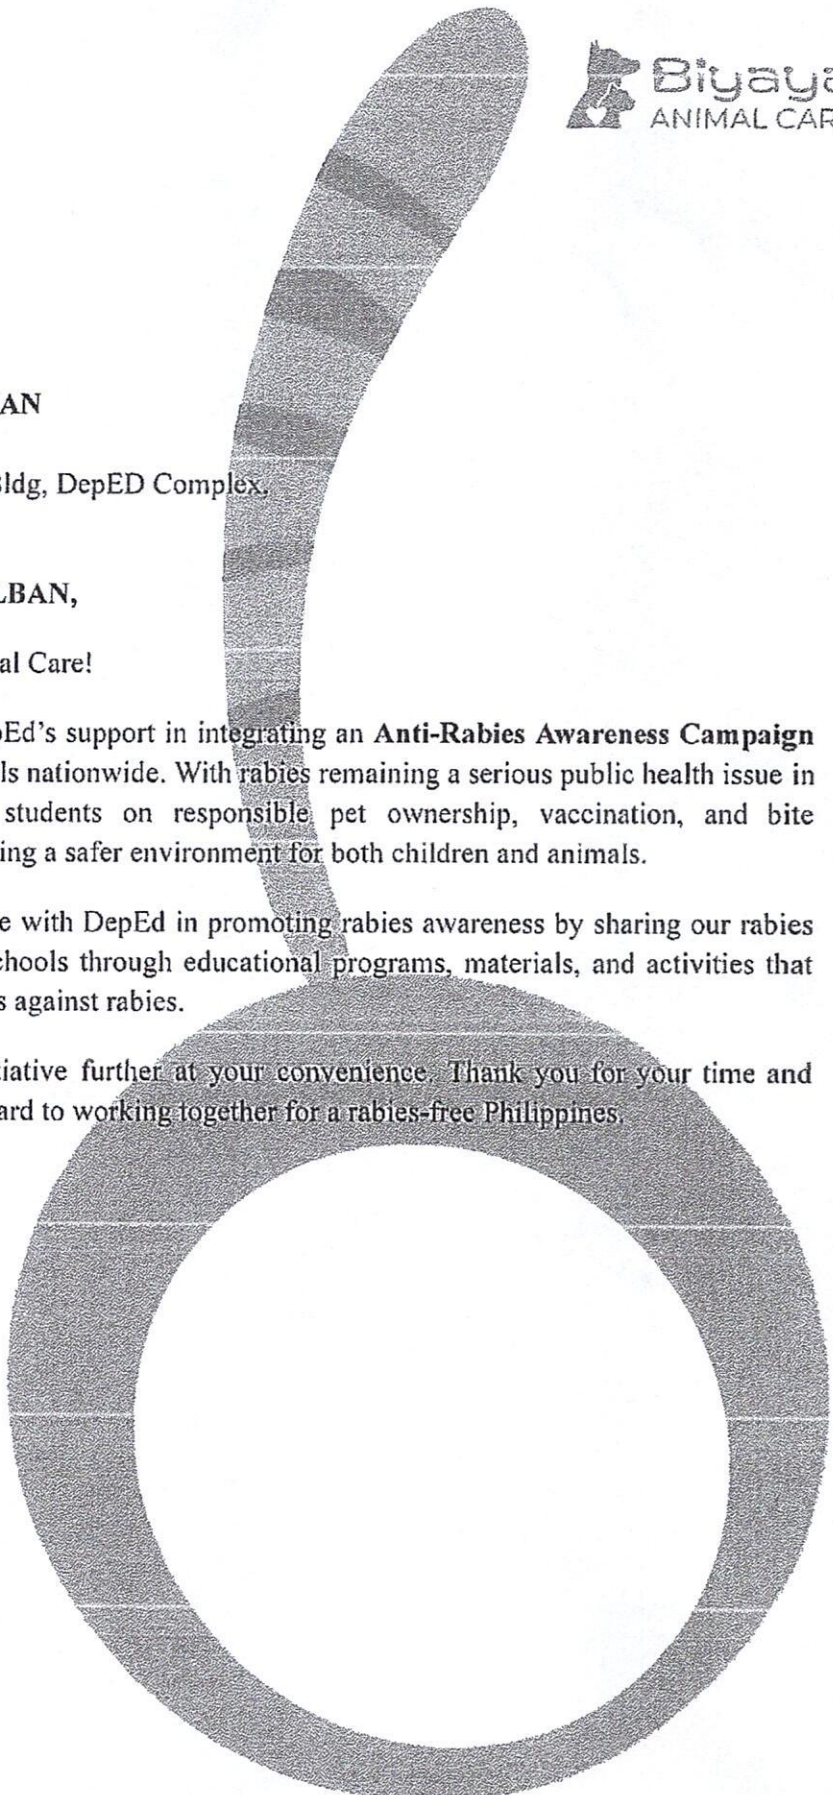 Biyaya
ANIMAL CAR
AN
Bldg, DepED Complex,
LBAN,
al Care!
pEd's support in integrating an Anti-Rabies Awareness Campaign
ls nationwide. With rabies remaining a serious public health issue in
students on responsible pet ownership, vaccination, and bite
ing a safer environment for both children and animals.
e with DepEd in promoting rabies awareness by sharing our rabies
chools through educational programs, materials, and activities that
s against rabies.
tiative further at your convenience. Thank you for your time and
ard to working together for a rabies-free Philippines.